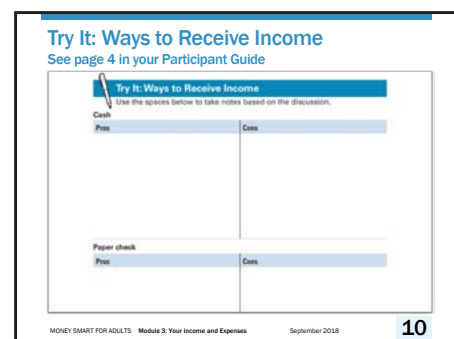 Try It: Ways to Receive Income
See page 4 in your Participant Guide
Try It: Ways to Receive Income
Use the spaces below to take notes based on the discussion.
Cash
Pros Cons
Paper check
Pros Cons
MONEY SMART FOR ADULTS Module 3: Your Income and Expenses September 2018 10